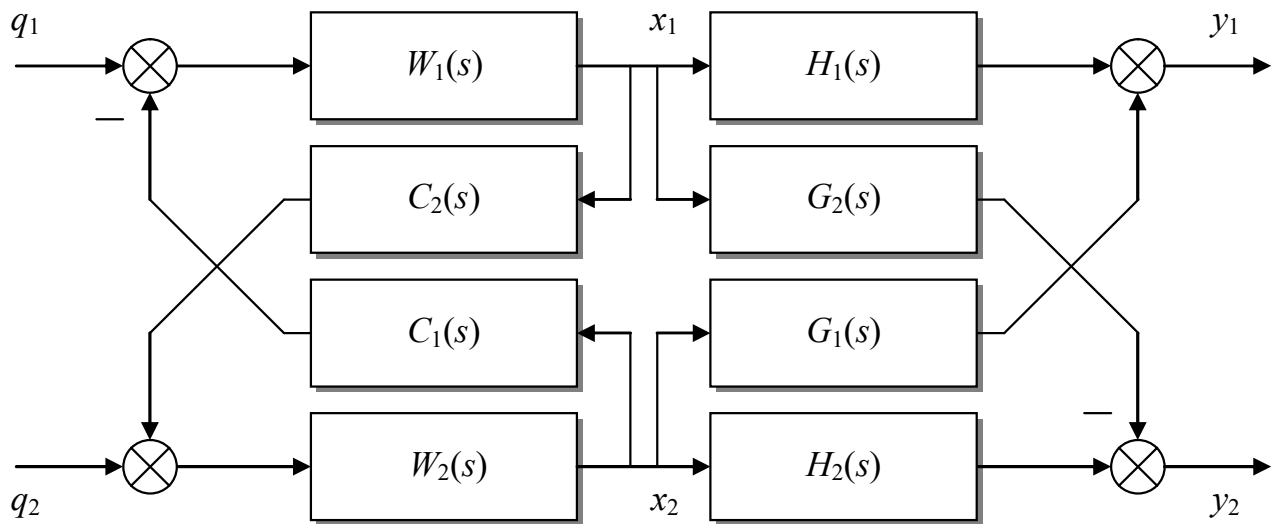 q1
x1
y1
W1(s)
H1(s)
−
C2(s)
G2(s)
C1(s)
G1(s)
−
W2(s)
H2(s)
q2
x2
y2